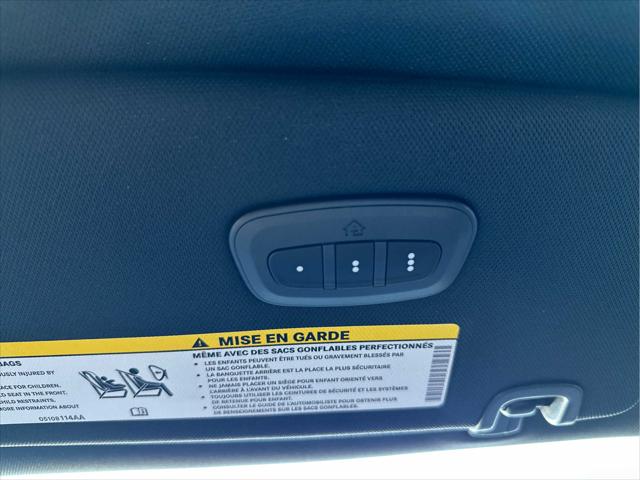 MISE EN GARDE
MÊME AVEC DES SACS GONFLABLES PERFECTIONNÉS
• LES ENFANTS PEUVENT ÊTRE TUÉS OU GRAVEMENT BLESSÉS PAR
UN SAC GONFLABLE.
• LA BANQUETTE ARRIÈRE EST LA PLACE LA PLUS SÉCURITAIRE
POUR LES ENFANTS.
• NE JAMAIS PLACER UN SIÈGE POUR ENFANT ORIENTÉ VERS
L'ARRIÈRE À L'AVANT DU VÉHICULE.
• TOUJOURS UTILISER LES CEINTURES DE SÉCURITÉ ET LES SYSTÈMES
DE RETENUE POUR ENFANT.
• CONSULTER LE GUIDE DE L'AUTOMOBILISTE POUR OBTENIR PLUS
DE RENSEIGNEMENTS SUR LES SACS GONFLABLES.
BAGS
OUSLY INJURED BY
ACE FOR CHILDREN.
D SEAT IN THE FRONT.
HILD RESTRAINTS.
MORE INFORMATION ABOUT
05108114AA